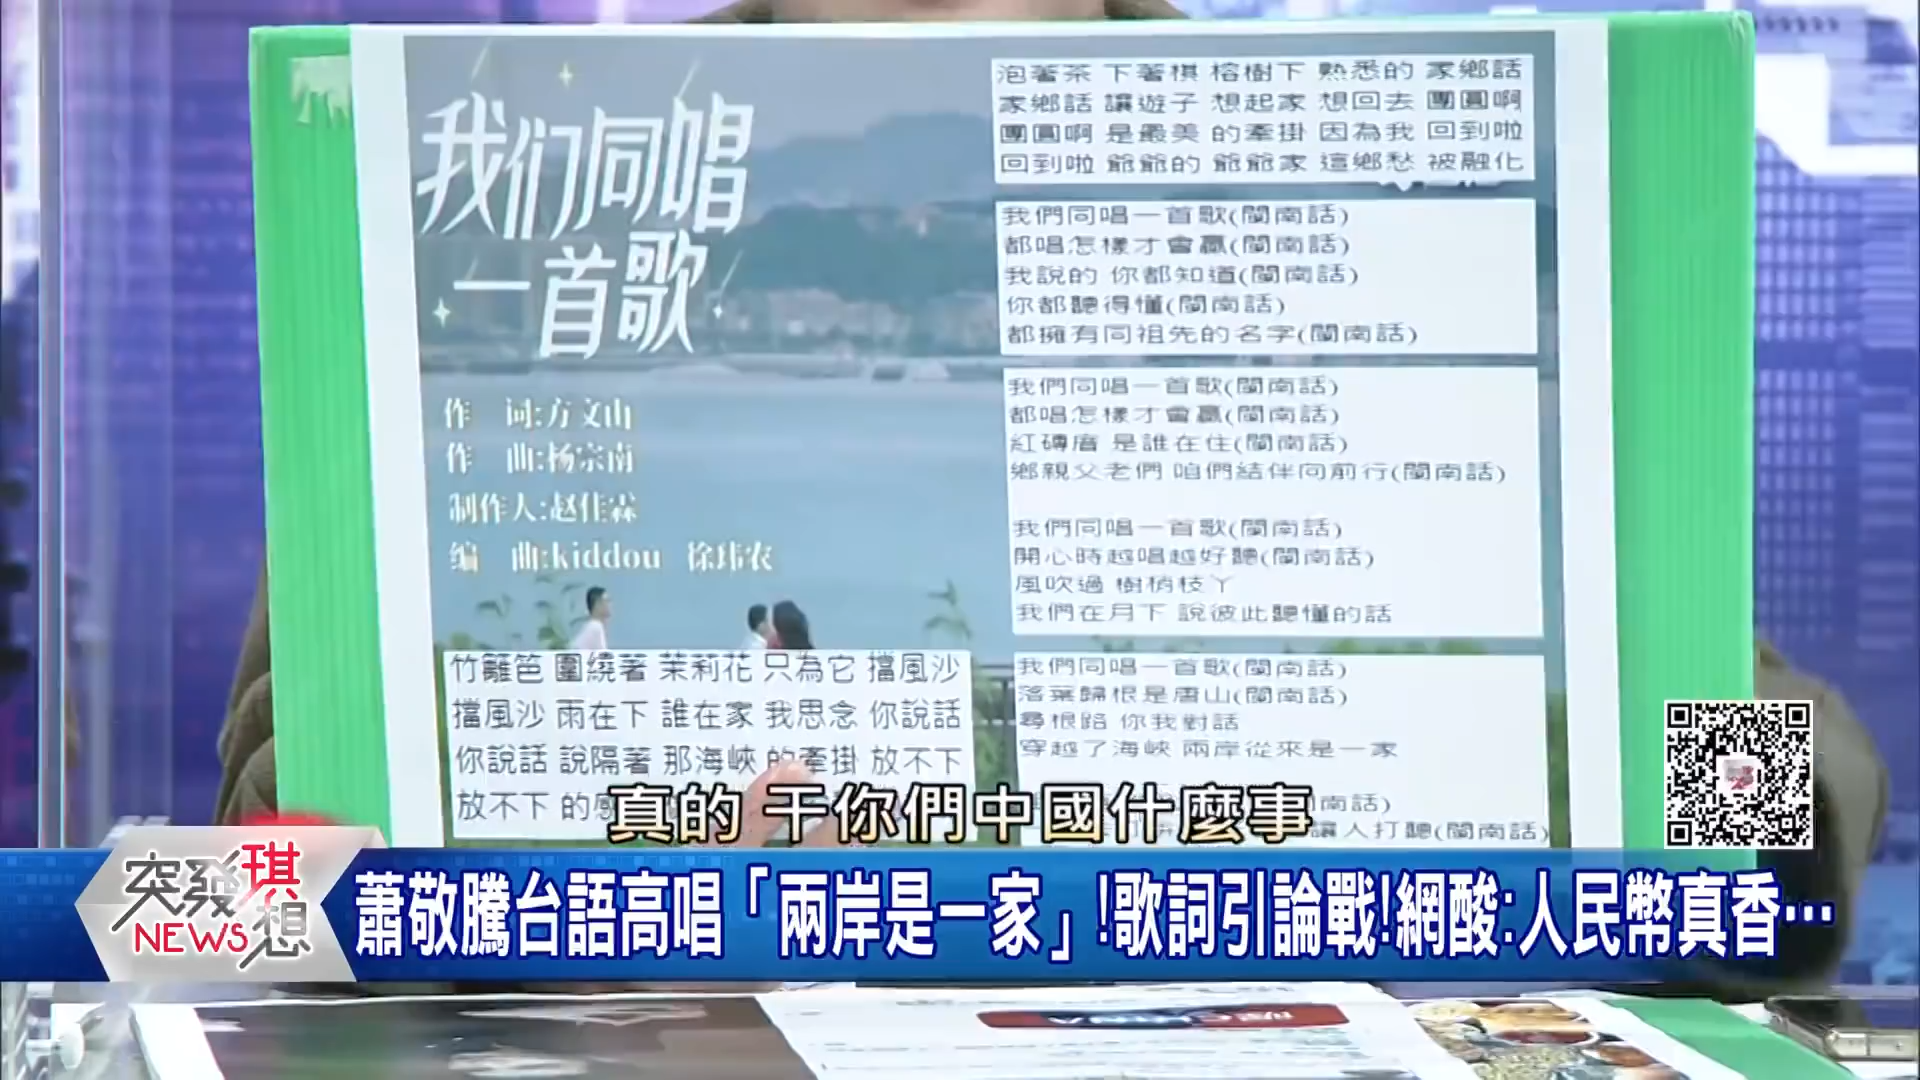 我们同唱
一首歌
作 词:方文山
作 曲:杨宗南
制作人:赵佳霖
编 曲:kiddou 徐玮农
竹籬笆 圍繞著 茉莉花 只為它 擋風沙
擋風沙 雨在下 誰在家 我思念 你說話
你說話 說隔著 那海峽 的牽掛 放不下
放不下 的
泡著茶 下著棋 榕樹下 熟悉的 家鄉話
家鄉話 讓遊子 想起家 想回去 團圓啊
團圓啊 是最美 的牽掛 因為我 回到啦
回到啦 爺爺的 爺爺家 這鄉愁 被融化
我們同唱一首歌(閩南話)
都唱怎樣才會贏(閩南話)
我說的 你都知道(閩南話)
你都聽得懂(閩南話)
都擁有同祖先的名字(閩南話)
我們同唱一首歌(閩南話)
都唱怎樣才會贏(閩南話)
紅磚厝 是誰在住(閩南話)
鄉親父老們 咱們結伴向前行(閩南話)
我們同唱一首歌(閩南話)
開心時越唱越好聽(閩南話)
風吹過 樹梢枝丫
我們在月下 說彼此聽懂的話
我們同唱一首歌(閩南話)
落葉歸根是唐山(閩南話)
尋根路 你我對話
穿越了海峽 兩岸從來是一家
南話)
讓人打聽(閩南話)
真的 干你們中國什麼事
突發琪想
NEWS
蕭敬騰台語高唱「兩岸是一家」!歌詞引論戰!網酸:人民幣真香…